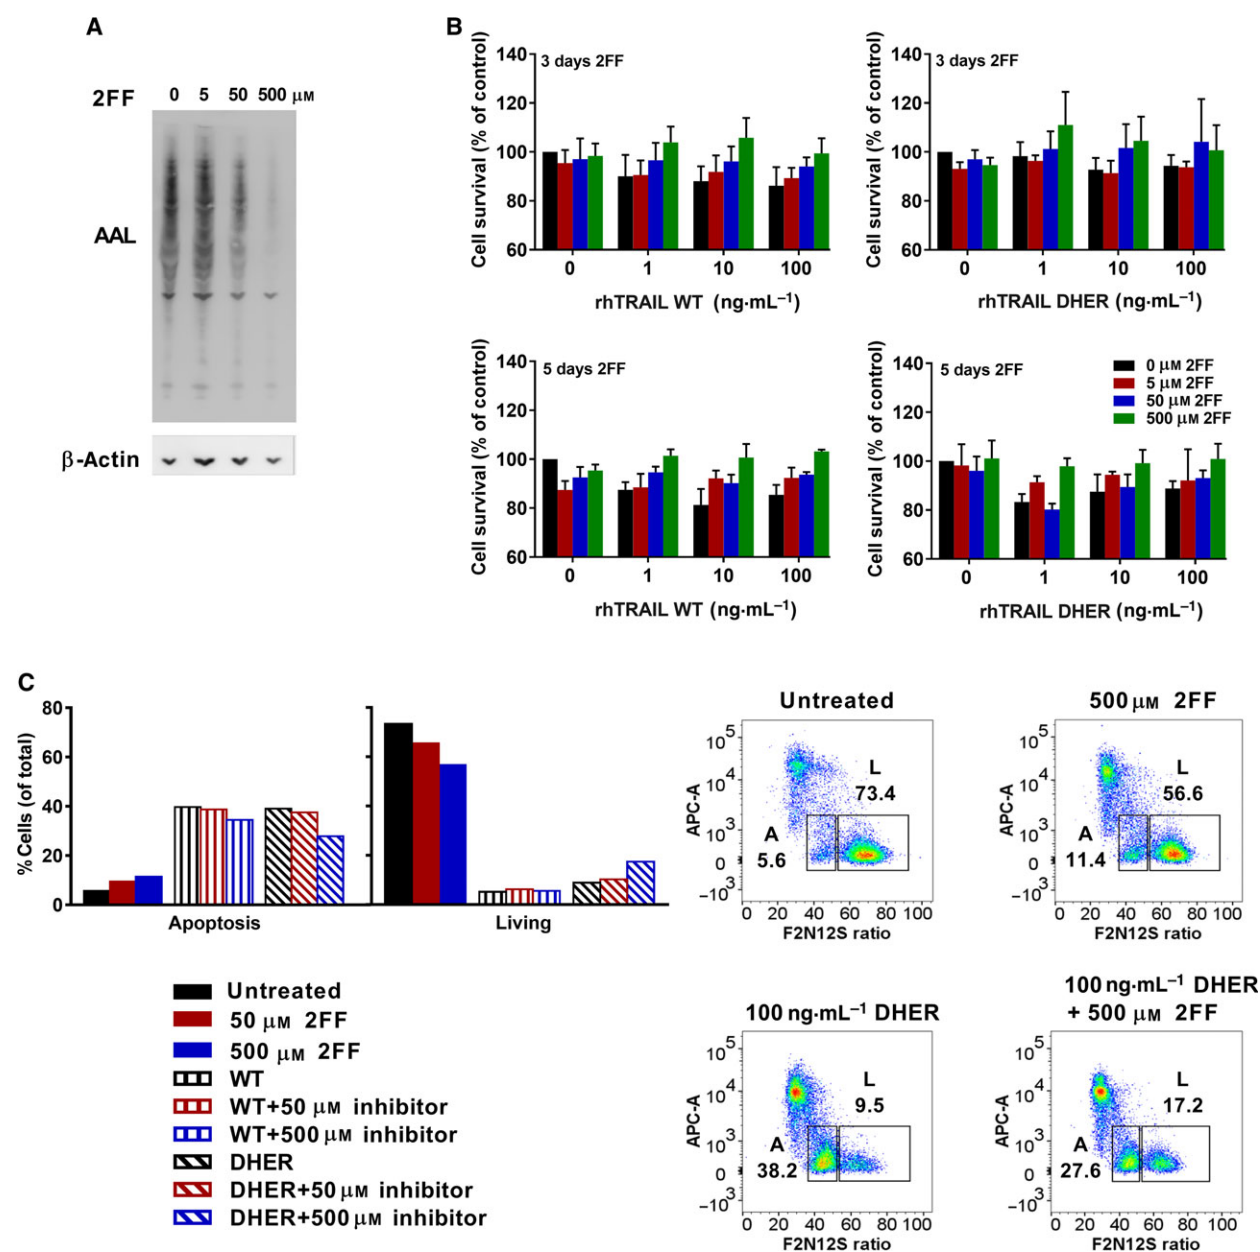 A
2FF 0 5 50 500 μM
AAL
β-Actin
B
Cell survival (% of control)
140
120
100
80
60
3 days 2FF
0 1 10 100
rhTRAIL WT (ng·mL⁻¹)
Cell survival (% of control)
140
120
100
80
60
3 days 2FF
0 1 10 100
rhTRAIL DHER (ng·mL⁻¹)
Cell survival (% of control)
140
120
100
80
60
5 days 2FF
0 1 10 100
rhTRAIL WT (ng·mL⁻¹)
Cell survival (% of control)
140
120
100
80
60
5 days 2FF
0 μM 2FF
5 μM 2FF
50 μM 2FF
500 μM 2FF
0 1 10 100
rhTRAIL DHER (ng·mL⁻¹)
C
%Cells (of total)
80
60
40
20
0
Apoptosis Living
Untreated
50 μM 2FF
500 μM 2FF
WT
WT+50 μM inhibitor
WT+500 μM inhibitor
DHER
DHER+50 μM inhibitor
DHER+500 μM inhibitor
Untreated
APC-A
10⁵
10⁴
10³
0
−10³
L
73.4
A
5.6
0 20 40 60 80 100
F2N12S ratio
500 μM 2FF
APC-A
10⁵
10⁴
10³
0
−10³
L
56.6
A
11.4
0 20 40 60 80 100
F2N12S ratio
100 ng·mL⁻¹ DHER
APC-A
10⁵
10⁴
10³
0
−10³
L
9.5
A
38.2
0 20 40 60 80 100
F2N12S ratio
100 ng·mL⁻¹ DHER
+ 500 μM 2FF
APC-A
10⁵
10⁴
10³
0
−10³
L
17.2
A
27.6
0 20 40 60 80 100
F2N12S ratio